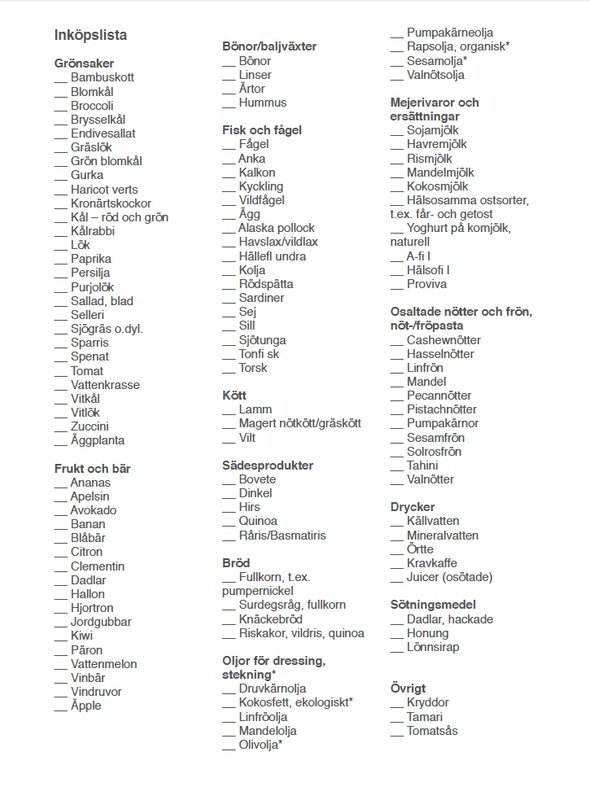 Inköpslista
Grönsaker
__ Bambuskott
__ Blomkål
__ Broccoli
__ Brysselkål
__ Endivesallat
__ Gräslök
__ Grön blomkål
__ Gurka
__ Haricot verts
__ Kronärtskockor
__ Kål – röd och grön
__ Kålrabbi
__ Lök
__ Paprika
__ Persilja
__ Purjolök
__ Sallad, blad
__ Selleri
__ Sjögräs o.dyl.
__ Sparris
__ Spenat
__ Tomat
__ Vattenkrasse
__ Vitkål
__ Vitlök
__ Zuccini
__ Äggplanta
Frukt och bär
__ Ananas
__ Apelsin
__ Avokado
__ Banan
__ Blåbär
__ Citron
__ Clementin
__ Dadlar
__ Hallon
__ Hjortron
__ Jordgubbar
__ Kiwi
__ Päron
__ Vattenmelon
__ Vinbär
__ Vindruvor
__ Äpple
Bönor/baljväxter
__ Bönor
__ Linser
__ Ärtor
__ Hummus
Fisk och fågel
__ Fågel
__ Anka
__ Kalkon
__ Kyckling
__ Vildfågel
__ Ägg
__ Alaska pollock
__ Havslax/vildlax
__ Hällefl undra
__ Kolja
__ Rödspätta
__ Sardiner
__ Sej
__ Sill
__ Sjötunga
__ Tonfi sk
__ Torsk
Kött
__ Lamm
__ Magert nötkött/gräskött
__ Vilt
Sädesprodukter
__ Bovete
__ Dinkel
__ Hirs
__ Quinoa
__ Råris/Basmatiris
Bröd
__ Fullkorn, t.ex.
pumpernickel
__ Surdegsråg, fullkorn
__ Knäckebröd
__ Riskakor, vildris, quinoa
Oljor för dressing,
stekning*
__ Druvkärnolja
__ Kokosfett, ekologiskt*
__ Linfröolja
__ Mandelolja
__ Olivolja*
__ Pumpakärneolja
__ Rapsolja, organisk*
__ Sesamolja*
__ Valnötsolja
Mejerivaror och
ersättningar
__ Sojamjölk
__ Havremjölk
__ Rismjölk
__ Mandelmjölk
__ Kokosmjölk
__ Hälsosamma ostsorter,
t.ex. får- och getost
__ Yoghurt på komjölk,
naturell
__ A-fi l
__ Hälsofi l
__ Proviva
Osaltade nötter och frön,
nöt-/fröpasta
__ Cashewnötter
__ Hasselnötter
__ Linfrön
__ Mandel
__ Pecannötter
__ Pistachnötter
__ Pumpakärnor
__ Sesamfrön
__ Solrosfrön
__ Tahini
__ Valnötter
Drycker
__ Källvatten
__ Mineralvatten
__ Örtte
__ Kravkaffe
__ Juicer (osötade)
Sötningsmedel
__ Dadlar, hackade
__ Honung
__ Lönnsirap
Övrigt
__ Kryddor
__ Tamari
__ Tomatsås